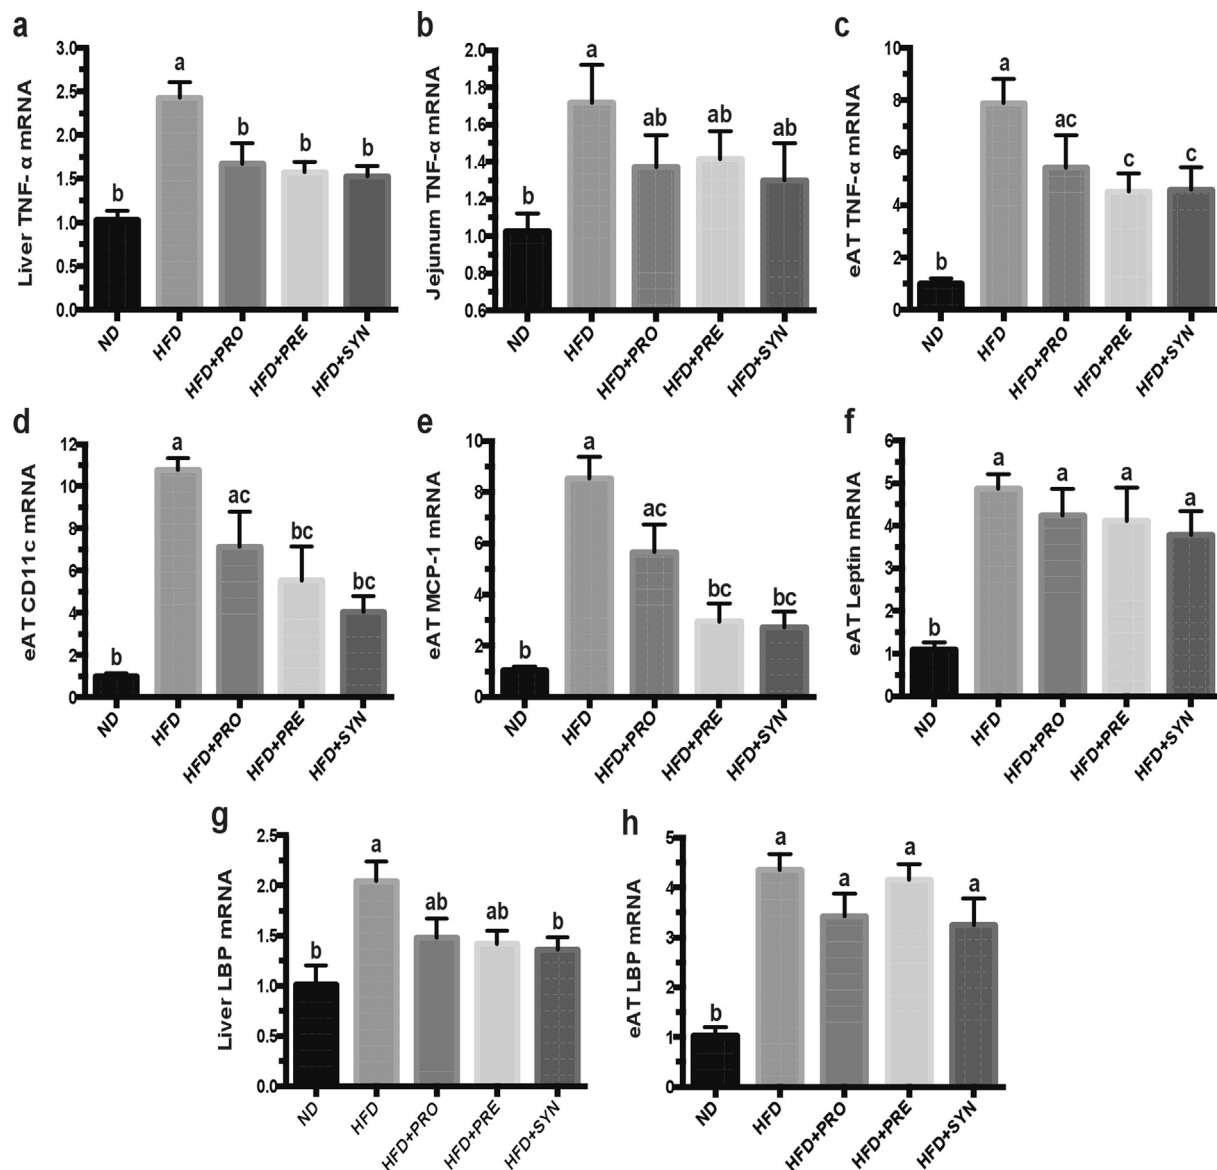 a
Liver TNF- α mRNA
3.0
2.5
2.0
1.5
1.0
0.5
0.0
b
a
b
b
b
ND
HFD
HFD+PRO
HFD+PRE
HFD+SYN
b
Jejunum TNF-α mRNA
2.0
1.8
1.6
1.4
1.2
1.0
0.8
0.6
b
a
ab
ab
ab
ND
HFD
HFD+PRO
HFD+PRE
HFD+SYN
c
eAT TNF-α mRNA
10
8
6
4
2
0
b
a
ac
c
c
ND
HFD
HFD+PRO
HFD+PRE
HFD+SYN
d
eAT CD11c mRNA
12
10
8
6
4
2
0
b
a
ac
bc
bc
ND
HFD
HFD+PRO
HFD+PRE
HFD+SYN
e
eAT MCP-1 mRNA
10
8
6
4
2
0
b
a
ac
bc
bc
ND
HFD
HFD+PRO
HFD+PRE
HFD+SYN
f
eAT Leptin mRNA
6
5
4
3
2
1
0
b
a
a
a
a
ND
HFD
HFD+PRO
HFD+PRE
HFD+SYN
g
Liver LBP mRNA
2.5
2.0
1.5
1.0
0.5
0.0
b
a
ab
ab
b
ND
HFD
HFD+PRO
HFD+PRE
HFD+SYN
h
eAT LBP mRNA
5
4
3
2
1
0
b
a
a
a
a
ND
HFD
HFD+PRO
HFD+PRE
HFD+SYN